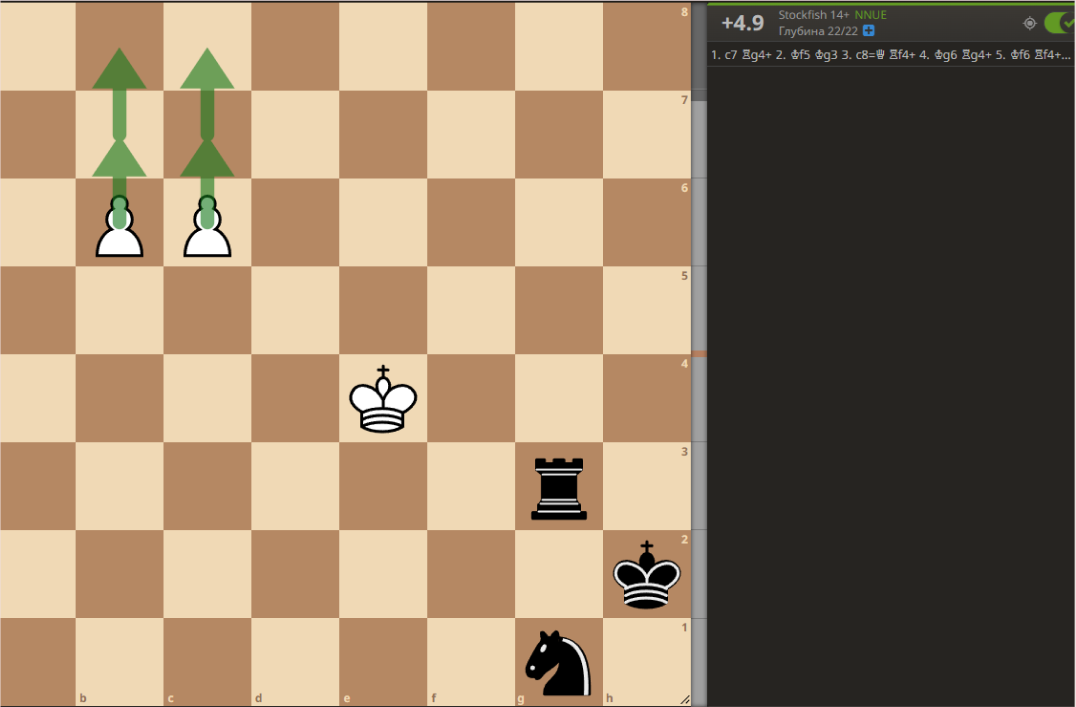 8
7
6
5
4
3
2
1
b c d e f g h
+4.9
Stockfish 14+ NNUE
Глубина 22/22
1. c7 ♖g4+ 2. ♔f5 ♔g3 3. c8=♕ ♖f4+ 4. ♔g6 ♖g4+ 5. ♔f6 ♖f4+...